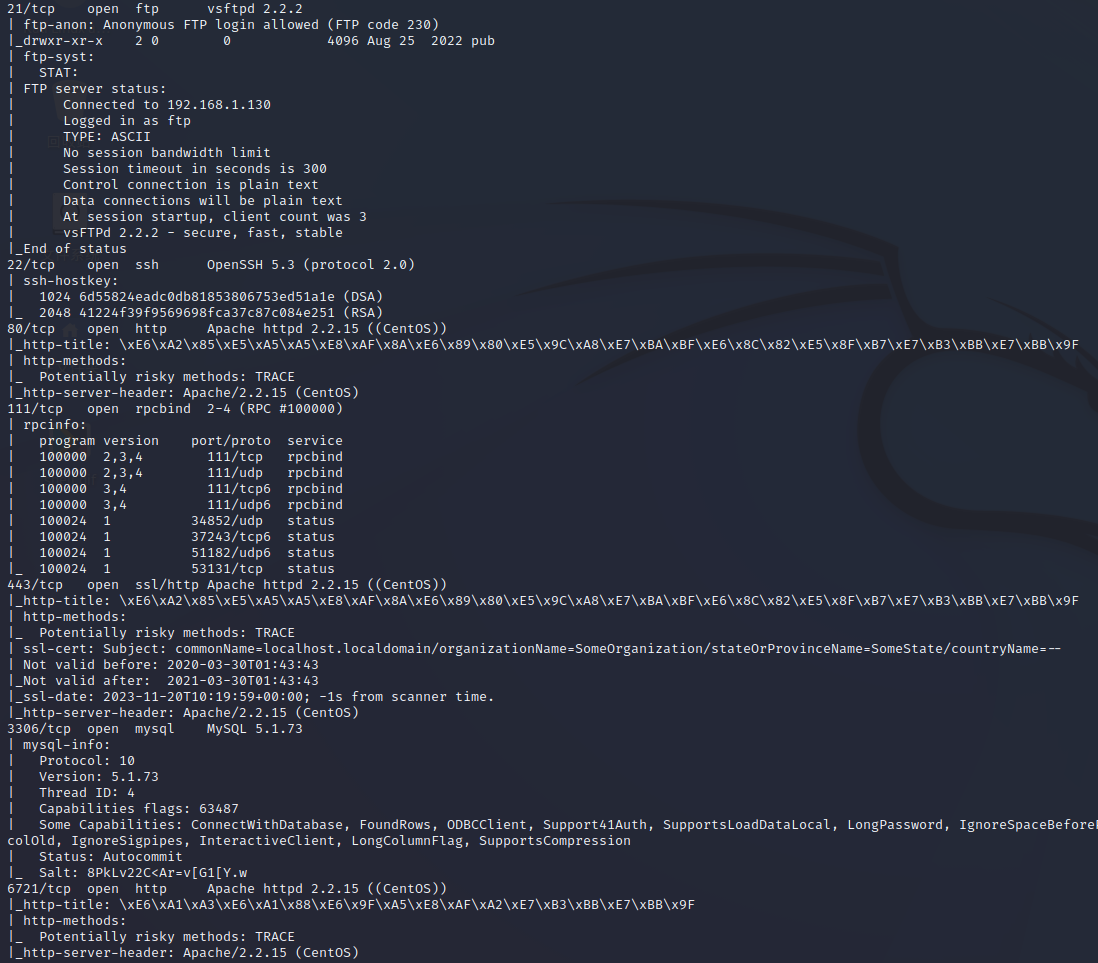 21/tcp   open  ftp      vsftpd 2.2.2
| ftp-anon: Anonymous FTP login allowed (FTP code 230)
|_drwxr-xr-x    2 0        0            4096 Aug 25  2022 pub
| ftp-syst:
|   STAT:
| FTP server status:
|      Connected to 192.168.1.130
|      Logged in as ftp
|      TYPE: ASCII
|      No session bandwidth limit
|      Session timeout in seconds is 300
|      Control connection is plain text
|      Data connections will be plain text
|      At session startup, client count was 3
|      vsFTPd 2.2.2 - secure, fast, stable
|_End of status
22/tcp   open  ssh      OpenSSH 5.3 (protocol 2.0)
| ssh-hostkey:
|   1024 6d55824eadc0db81853806753ed51a1e (DSA)
|_  2048 41224f39f9569698fca37c87c084e251 (RSA)
80/tcp   open  http     Apache httpd 2.2.15 ((CentOS))
|_http-title: \xE6\xA2\x85\xE5\xA5\xA5\xE8\xAF\x8A\xE6\x89\x80\xE5\x9C\xA8\xE7\xBA\xBF\xE6\x8C\x82\xE5\x8F\xB7\xE7\xB3\xBB\xE7\xBB\x9F
| http-methods:
|_  Potentially risky methods: TRACE
|_http-server-header: Apache/2.2.15 (CentOS)
111/tcp  open  rpcbind  2-4 (RPC #100000)
| rpcinfo:
|   program version    port/proto  service
|   100000  2,3,4        111/tcp   rpcbind
|   100000  2,3,4        111/udp   rpcbind
|   100000  3,4          111/tcp6  rpcbind
|   100000  3,4          111/udp6  rpcbind
|   100024  1          34852/udp   status
|   100024  1          37243/tcp6  status
|   100024  1          51182/udp6  status
|_  100024  1          53131/tcp   status
443/tcp  open  ssl/http Apache httpd 2.2.15 ((CentOS))
|_http-title: \xE6\xA2\x85\xE5\xA5\xA5\xE8\xAF\x8A\xE6\x89\x80\xE5\x9C\xA8\xE7\xBA\xBF\xE6\x8C\x82\xE5\x8F\xB7\xE7\xB3\xBB\xE7\xBB\x9F
| http-methods:
|_  Potentially risky methods: TRACE
| ssl-cert: Subject: commonName=localhost.localdomain/organizationName=SomeOrganization/stateOrProvinceName=SomeState/countryName=--
| Not valid before: 2020-03-30T01:43:43
|_Not valid after:  2021-03-30T01:43:43
|_ssl-date: 2023-11-20T10:19:59+00:00; -1s from scanner time.
|_http-server-header: Apache/2.2.15 (CentOS)
3306/tcp  open  mysql    MySQL 5.1.73
| mysql-info:
|   Protocol: 10
|   Version: 5.1.73
|   Thread ID: 4
|   Capabilities flags: 63487
|   Some Capabilities: ConnectWithDatabase, FoundRows, ODBCClient, Support41Auth, SupportsLoadDataLocal, LongPassword, IgnoreSpaceBefore
colOld, IgnoreSigpipes, InteractiveClient, LongColumnFlag, SupportsCompression
|   Status: Autocommit
|_  Salt: 8PkLv22C<Ar=v[G1[Y.w
6721/tcp  open  http     Apache httpd 2.2.15 ((CentOS))
|_http-title: \xE6\xA1\xA3\xE6\xA1\x88\xE6\x9F\xA5\xE8\xAF\xA2\xE7\xB3\xBB\xE7\xBB\x9F
| http-methods:
|_  Potentially risky methods: TRACE
|_http-server-header: Apache/2.2.15 (CentOS)